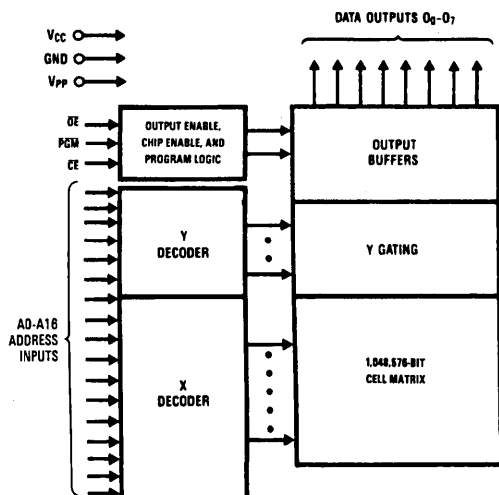 DATA OUTPUTS O0-O7
VCC
GND
VPP
OE
PGM
CE
OUTPUT ENABLE,
CHIP ENABLE, AND
PROGRAM LOGIC
OUTPUT
BUFFERS
Y
DECODER
Y GATING
A0-A16
ADDRESS
INPUTS
X
DECODER
1,048,576-BIT
CELL MATRIX